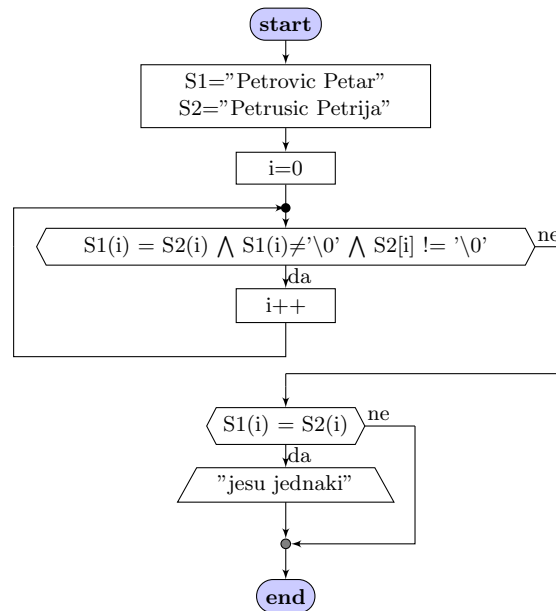 start
S1=”Petrovic Petar”
S2=”Petrusic Petrija”
i=0
S1(i) = S2(i) ⋀ S1(i)≠’\0’ ⋀ S2[i] != ’\0’
ne
da
i++
S1(i) = S2(i)
ne
da
”jesu jednaki”
end